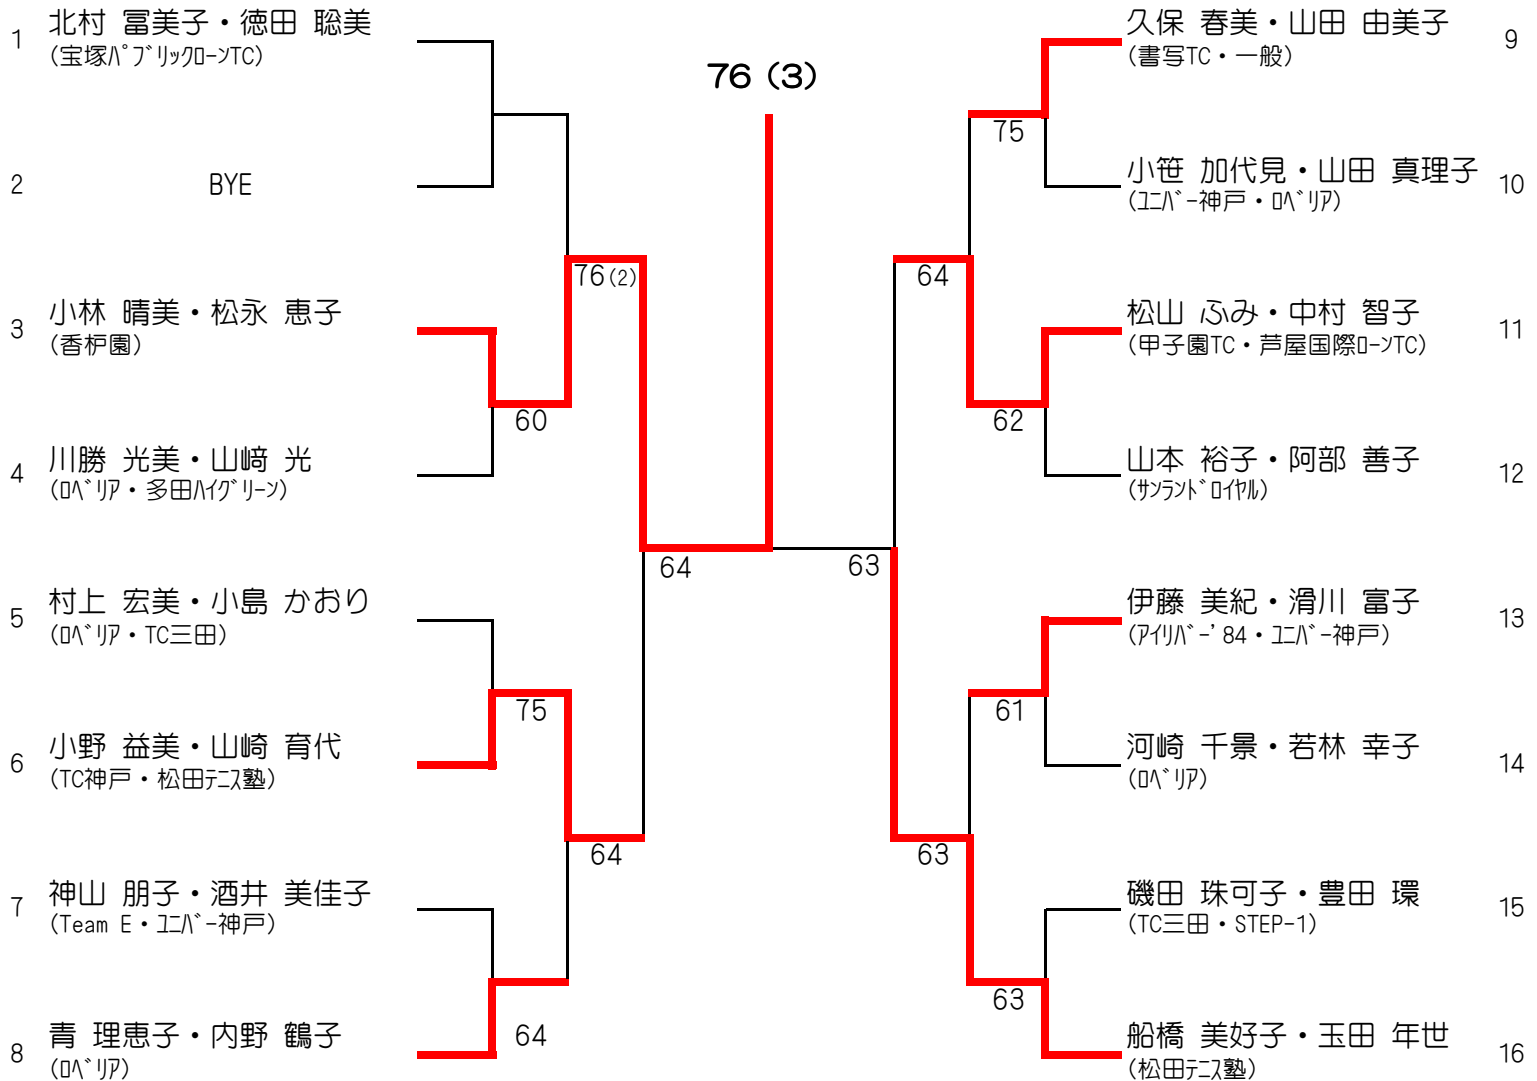 1 北村 冨美子・徳田 聡美
(宝塚ﾊﾟﾌﾞﾘｯｸﾛｰﾝTC)
2 BYE
3 小林 晴美・松永 恵子
(香枦園)
60
76(2)
4 川勝 光美・山﨑 光
(ﾛﾍﾞﾘｱ・多田ﾊｲｸﾞﾘｰﾝ)
5 村上 宏美・小島 かおり
(ﾛﾍﾞﾘｱ・TC三田)
75
6 小野 益美・山崎 育代
(TC神戸・松田ﾃﾆｽ塾)
64
7 神山 朋子・酒井 美佳子
(Team E・ﾕﾆﾊﾞｰ神戸)
64
8 青 理恵子・内野 鶴子
(ﾛﾍﾞﾘｱ)
64
76 (3)
63
久保 春美・山田 由美子 9
(書写TC・一般)
75
小笹 加代見・山田 真理子 10
(ﾕﾆﾊﾞｰ神戸・ﾛﾍﾞﾘｱ)
64
松山 ふみ・中村 智子 11
(甲子園TC・芦屋国際ﾛｰﾝTC)
62
山本 裕子・阿部 善子 12
(ｻﾝﾗﾝﾄﾞﾛｲﾔﾙ)
伊藤 美紀・滑川 富子 13
(ｱｲﾘﾊﾞｰ’84・ﾕﾆﾊﾞｰ神戸)
61
河崎 千景・若林 幸子 14
(ﾛﾍﾞﾘｱ)
63
磯田 珠可子・豊田 環 15
(TC三田・STEP-1)
63
船橋 美好子・玉田 年世 16
(松田ﾃﾆｽ塾)